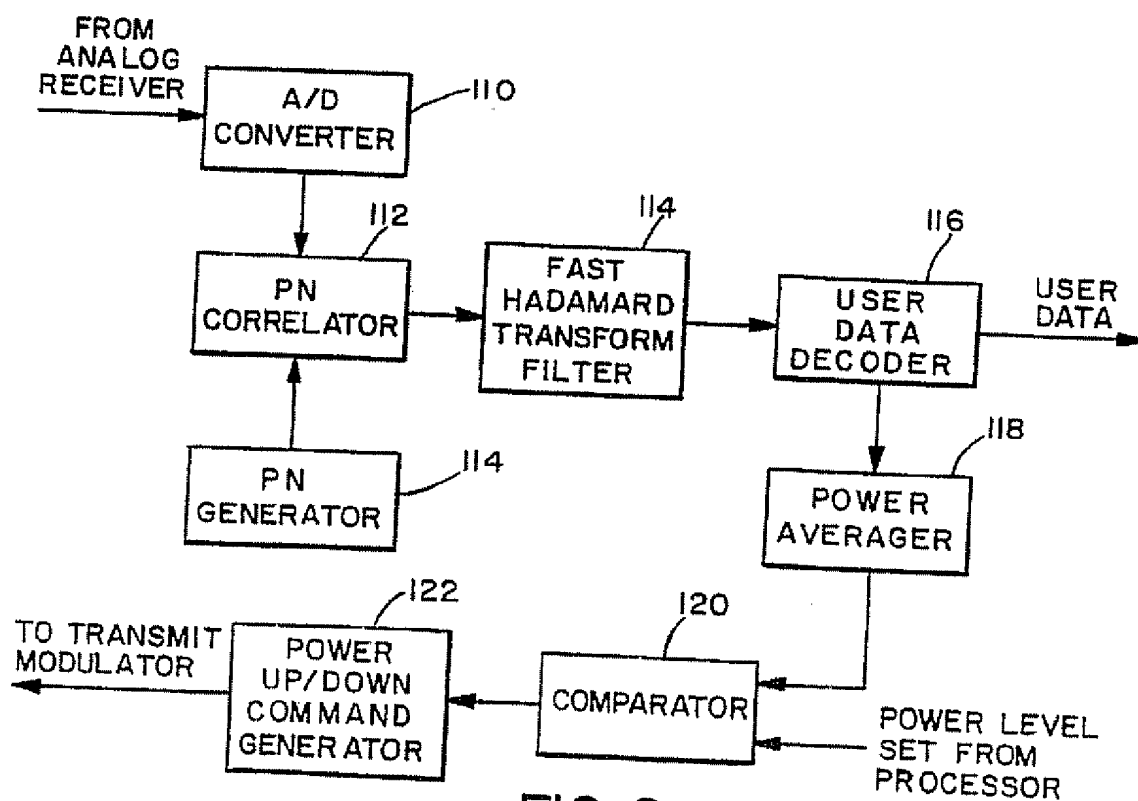 FROM
ANALOG
RECEIVER
A/D
CONVERTER
110
112
PN
CORRELATOR
114
FAST
HADAMARD
TRANSFORM
FILTER
116
USER
DATA
DECODER
USER
DATA
PN
GENERATOR
114
118
POWER
AVERAGER
TO TRANSMIT
MODULATOR
122
POWER
UP/DOWN
COMMAND
GENERATOR
120
COMPARATOR
POWER LEVEL
SET FROM
PROCESSOR